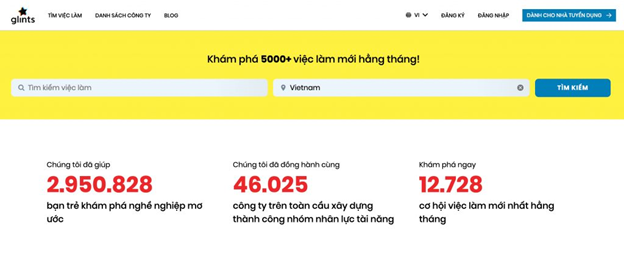 glints TÌM VIỆC LÀM DANH SÁCH CÔNG TY BLOG VI ĐĂNG KÝ ĐĂNG NHẬP DÀNH CHO NHÀ TUYỂN DỤNG
Khám phá 5000+ việc làm mới hằng tháng!
Tìm kiếm việc làm Vietnam TÌM KIẾM
Chúng tôi đã giúp
2.950.828
bạn trẻ khám phá nghề nghiệp mơ
ước
Chúng tôi đã đồng hành cùng
46.025
công ty trên toàn cầu xây dựng
thành công nhóm nhân lực tài năng
Khám phá ngay
12.728
cơ hội việc làm mới nhất hằng
tháng